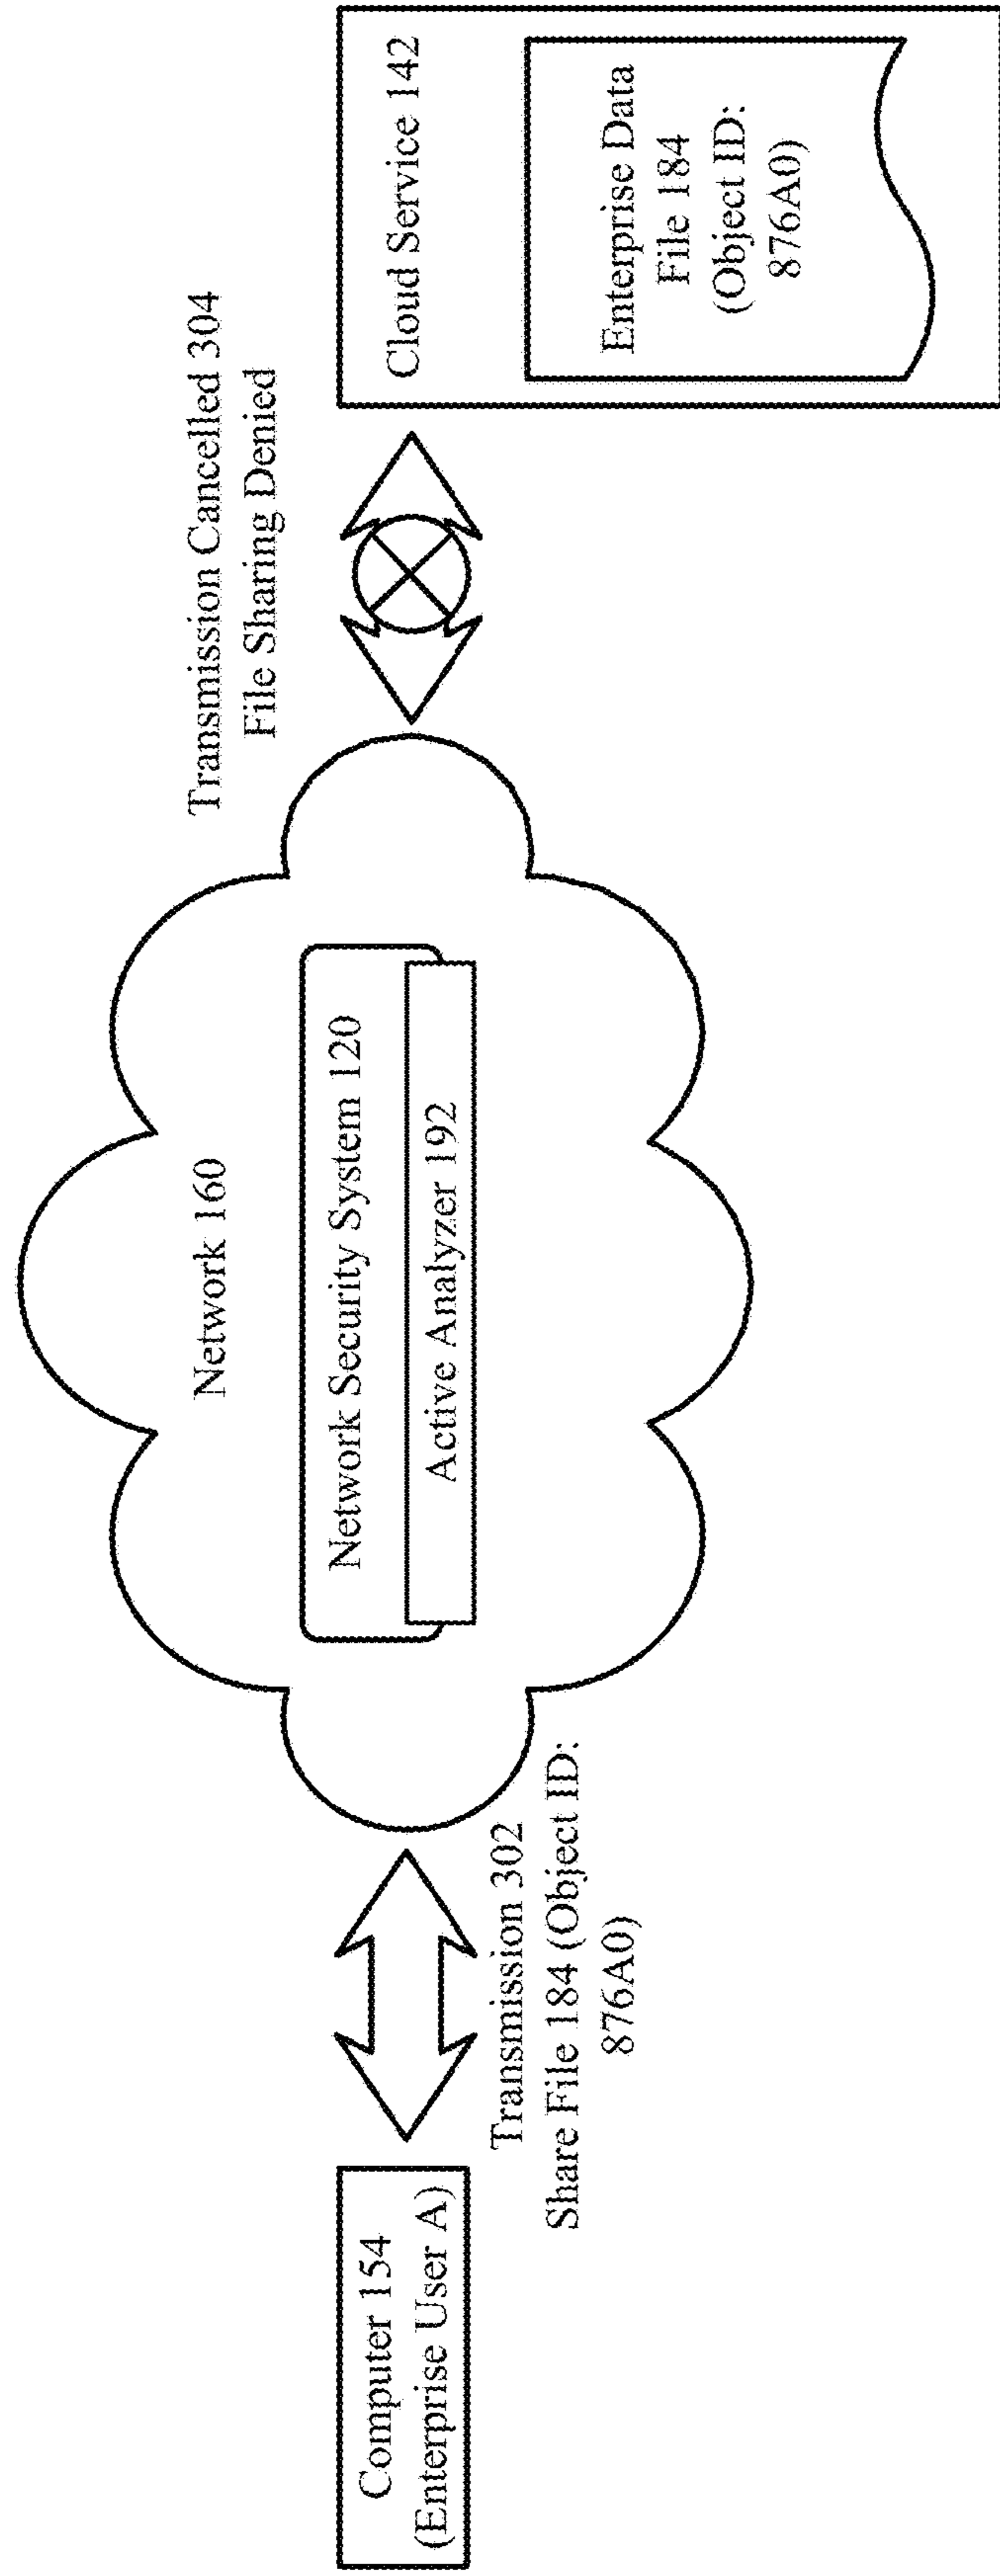 Computer 154
(Enterprise User A)
Transmission 302
Share File 184 (Object ID:
876A0)
Network 160
Network Security System 120
Active Analyzer 192
Transmission Cancelled 304
File Sharing Denied
Cloud Service 142
Enterprise Data
File 184
(Object ID:
876A0)